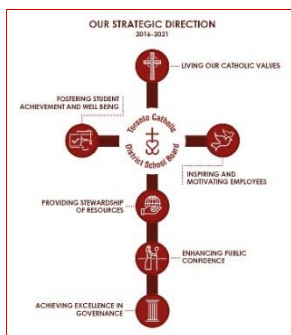 OUR STRATEGIC DIRECTION
2016-2021
LIVING OUR CATHOLIC VALUES
FOSTERING STUDENT
ACHIEVEMENT AND WELL BEING
Toronto Catholic
District School Board
INSPIRING AND
MOTIVATING EMPLOYEES
PROVIDING STEWARDSHIP
OF RESOURCES
ENHANCING PUBLIC
CONFIDENCE
ACHIEVING EXCELLENCE IN
GOVERNANCE